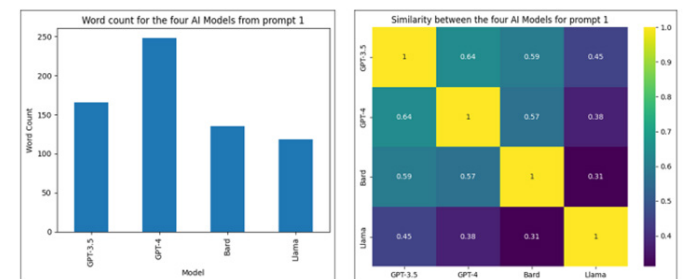 Word count for the four AI Models from prompt 1
250
200
150
100
50
0
Word Count
GPT-3.5
GPT-4
Bard
Llama
Model
Similarity between the four AI Models for prompt 1
GPT-3.5
GPT-4
Bard
Llama
1 0.64 0.59 0.45
0.64 1 0.57 0.38
0.59 0.57 1 0.31
0.45 0.38 0.31 1
GPT-3.5 GPT-4 Bard Llama
1.0
0.9
0.8
0.7
0.6
0.5
0.4